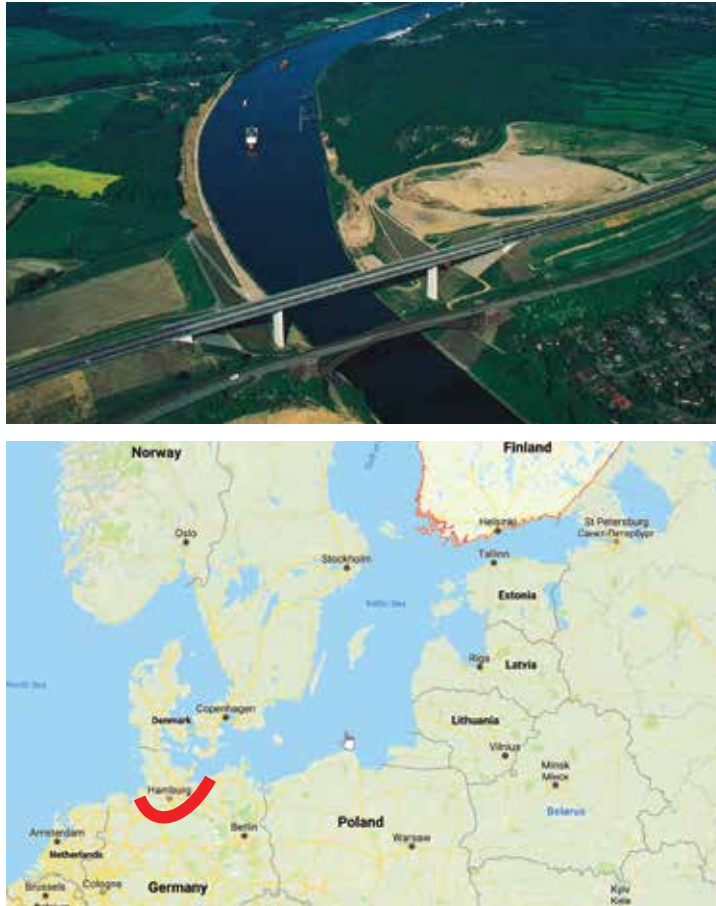 Norway
Finland
Oslo
Helsinki
St Petersburg
Санкт-Петербург
Stockholm
Tallinn
Estonia
Baltic Sea
Riga
Latvia
North Sea
Copenhagen
Denmark
Lithuania
Vilnius
Minsk
Минск
Hamburg
Belarus
Poland
Amsterdam
Berlin
Warsaw
Netherlands
Brussels
Cologne
Germany
Kyiv
Київ